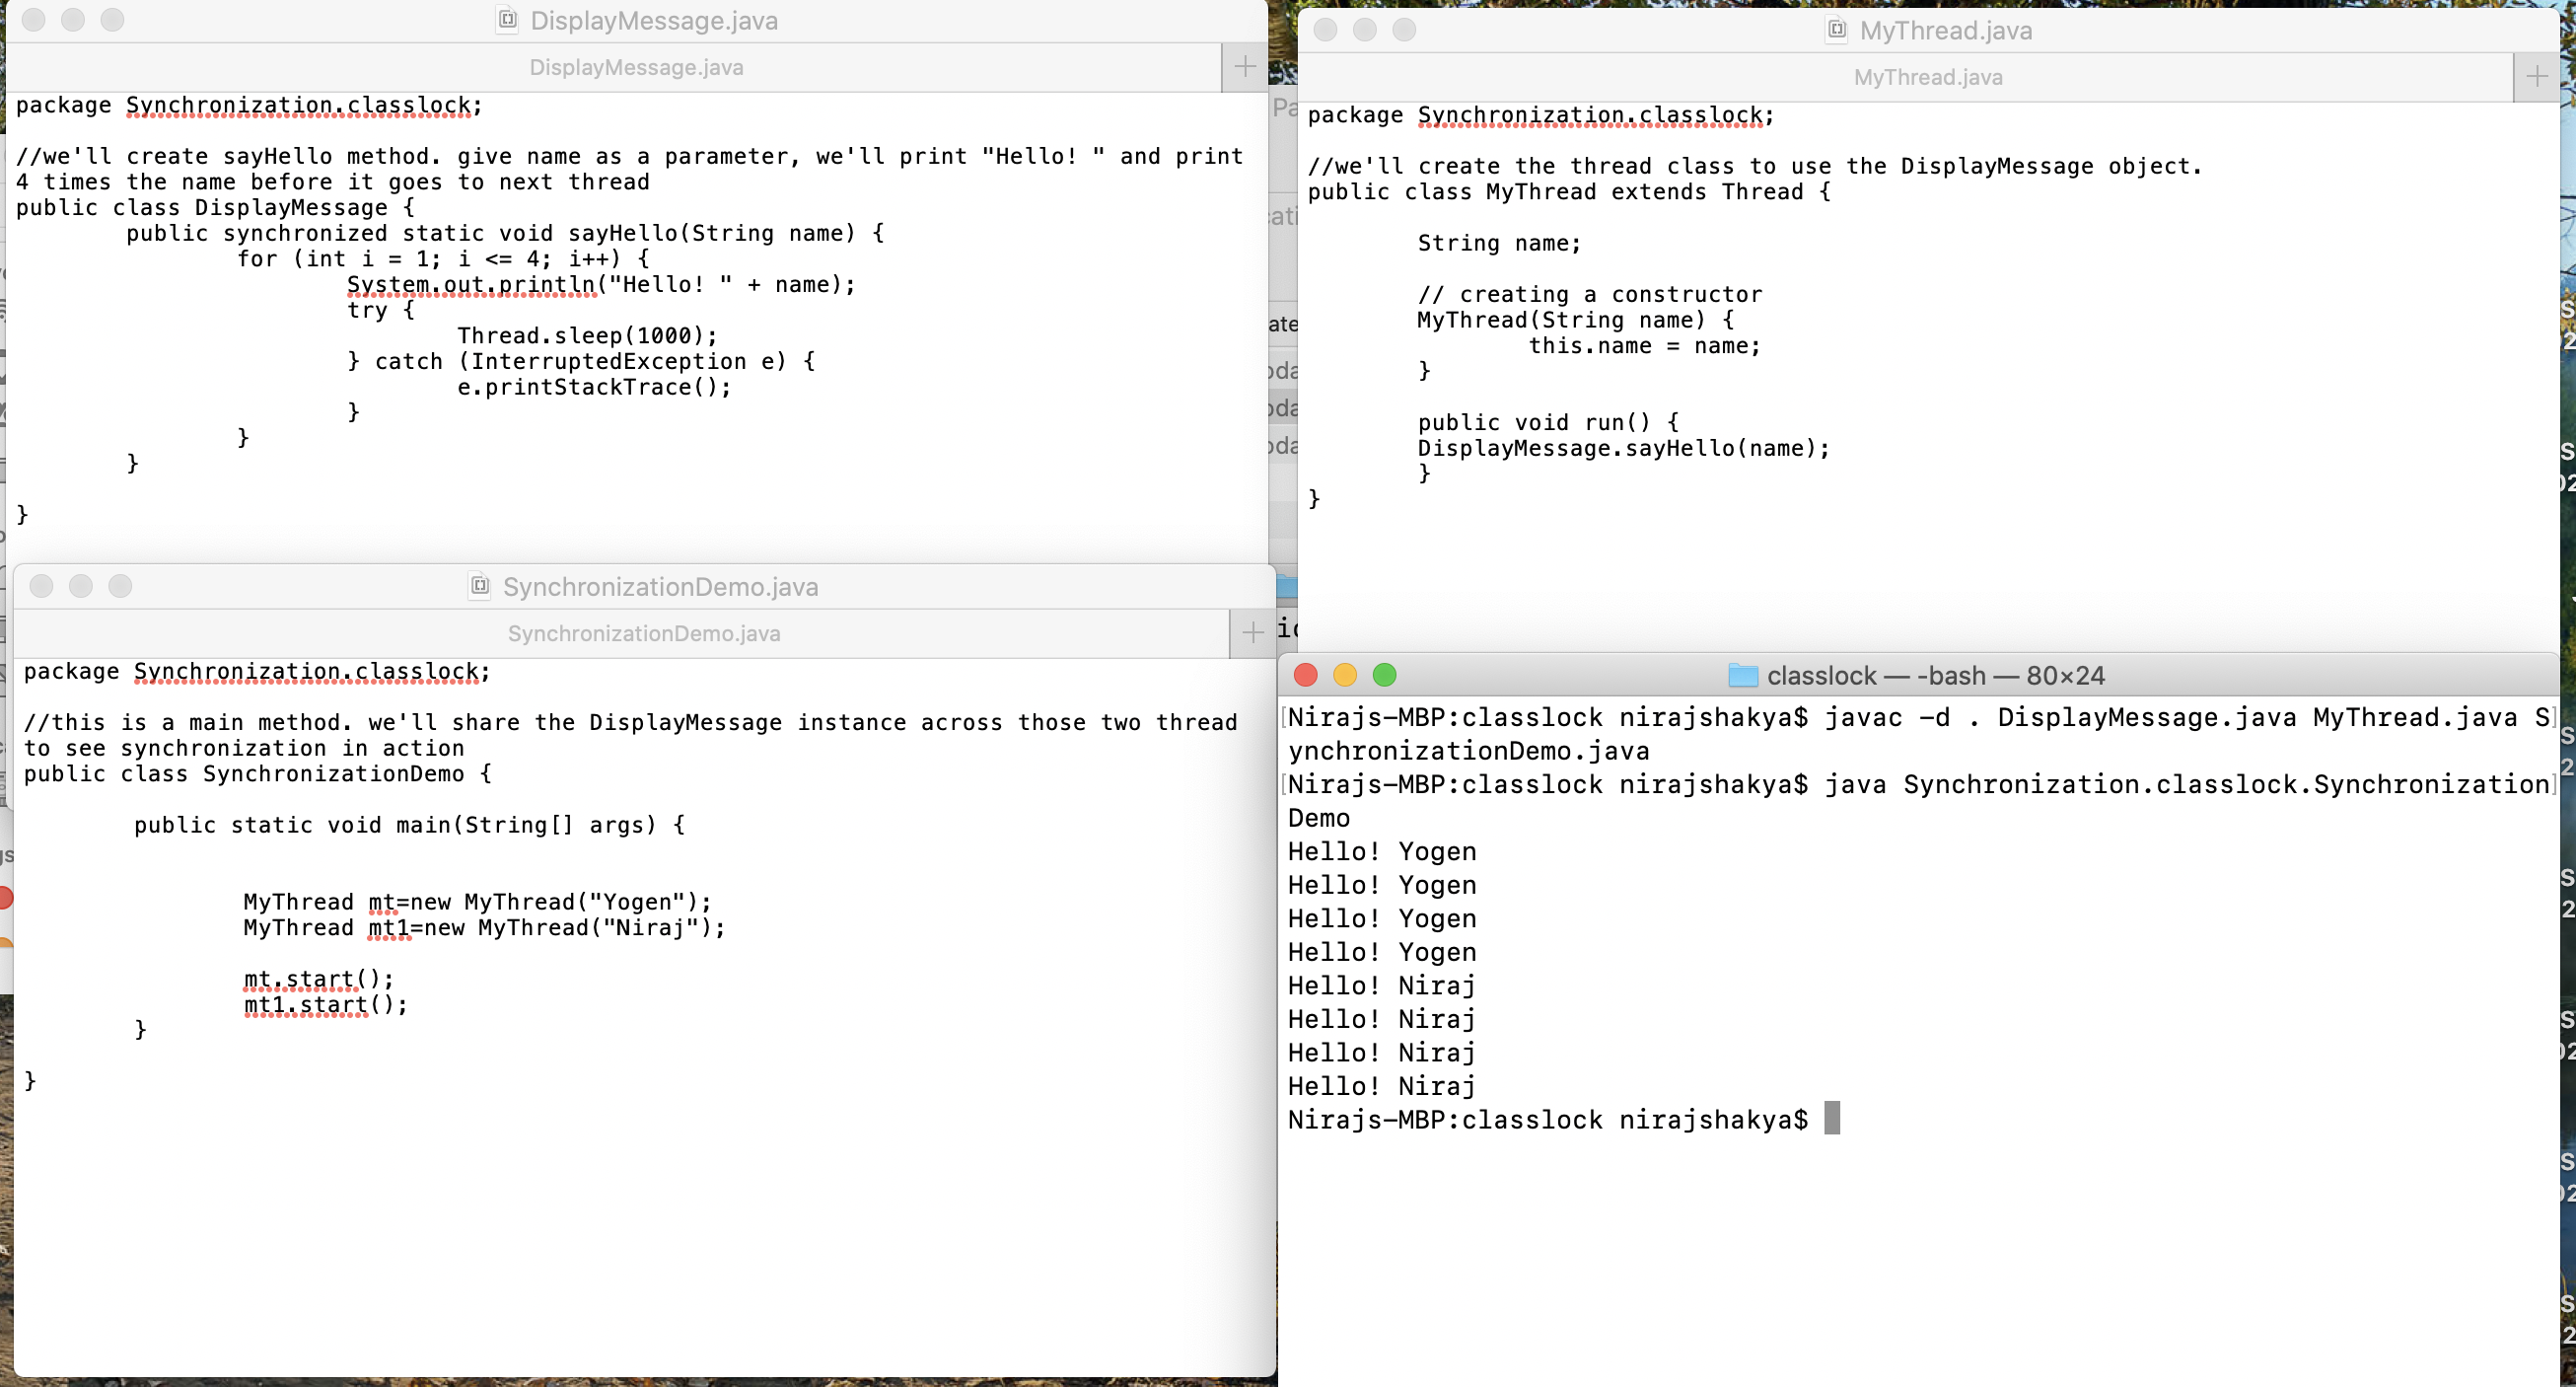 DisplayMessage.java
DisplayMessage.java
package Synchronization.classlock;
//we'll create sayHello method. give name as a parameter, we'll print "Hello! " and print
4 times the name before it goes to next thread
public class DisplayMessage {
public synchronized static void sayHello(String name) {
for (int i = 1; i <= 4; i++) {
System.out.println("Hello! " + name);
try {
Thread.sleep(1000);
} catch (InterruptedException e) {
e.printStackTrace();
}
}
}
}
MyThread.java
MyThread.java
package Synchronization.classlock;
//we'll create the thread class to use the DisplayMessage object.
public class MyThread extends Thread {
String name;
// creating a constructor
MyThread(String name) {
this.name = name;
}
public void run() {
DisplayMessage.sayHello(name);
}
}
SynchronizationDemo.java
SynchronizationDemo.java
package Synchronization.classlock;
//this is a main method. we'll share the DisplayMessage instance across those two thread
to see synchronization in action
public class SynchronizationDemo {
public static void main(String[] args) {
MyThread mt=new MyThread("Yogen");
MyThread mt1=new MyThread("Niraj");
mt.start();
mt1.start();
}
}
classlock — -bash — 80×24
[Nirajs-MBP:classlock nirajshakya$ javac -d . DisplayMessage.java MyThread.java S]
ynchronizationDemo.java
[Nirajs-MBP:classlock nirajshakya$ java Synchronization.classlock.Synchronization]
Demo
Hello! Yogen
Hello! Yogen
Hello! Yogen
Hello! Yogen
Hello! Niraj
Hello! Niraj
Hello! Niraj
Hello! Niraj
Nirajs-MBP:classlock nirajshakya$